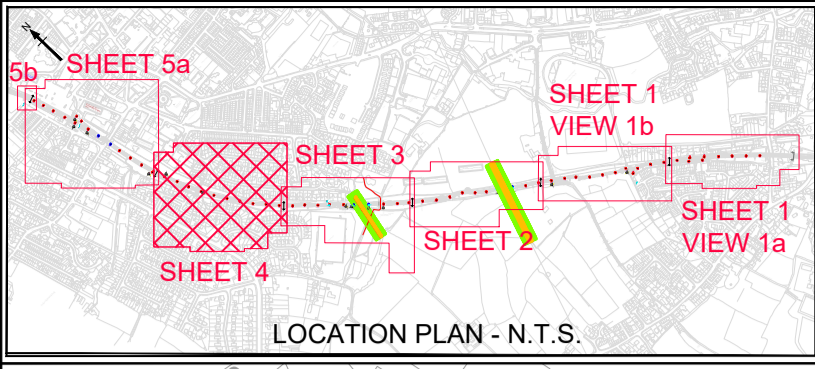 N
5b
SHEET 5a
SHEET 4
SHEET 3
SHEET 2
SHEET 1
VIEW 1b
SHEET 1
VIEW 1a
LOCATION PLAN - N.T.S.